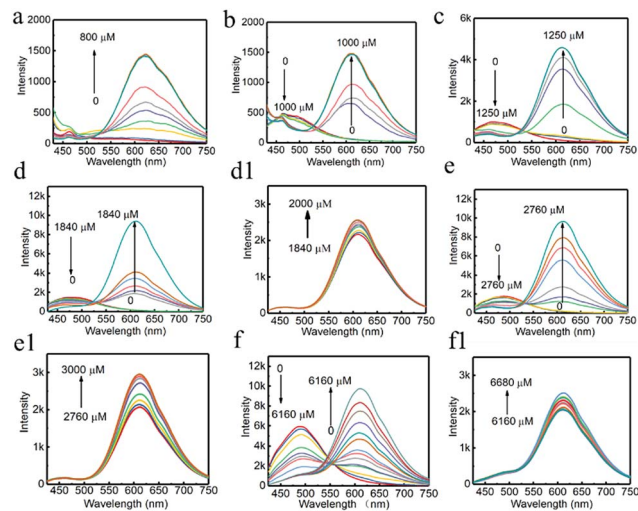 a
Intensity
2000
1500
1000
500
0
800 μM
0
450 500 550 600 650 700 750
Wavelength (nm)
b
Intensity
2000
1500
1000
500
0
0
1000 μM
1000 μM
0
450 500 550 600 650 700 750
Wavelength (nm)
c
Intensity
6k
4k
2k
0
0
1250 μM
1250 μM
0
450 500 550 600 650 700 750
Wavelength (nm)
d
Intensity
12k
10k
8k
6k
4k
2k
0
1840 μM
0
1840 μM
0
450 500 550 600 650 700 750
Wavelength (nm)
d1
Intensity
3k
2k
1k
0
2000 μM
1840 μM
450 500 550 600 650 700 750
Wavelength (nm)
e
Intensity
12k
10k
8k
6k
4k
2k
0
0
2760 μM
2760 μM
0
450 500 550 600 650 700 750
Wavelength (nm)
e1
Intensity
3k
2k
1k
0
3000 μM
2760 μM
450 500 550 600 650 700 750
Wavelength (nm)
f
Intensity
12k
10k
8k
6k
4k
2k
0
0
6160 μM
6160 μM
0
450 500 550 600 650 700 750
Wavelength （nm)
f1
Intensity
3k
2k
1k
0
6680 μM
6160 μM
450 500 550 600 650 700 750
Wavelength (nm)